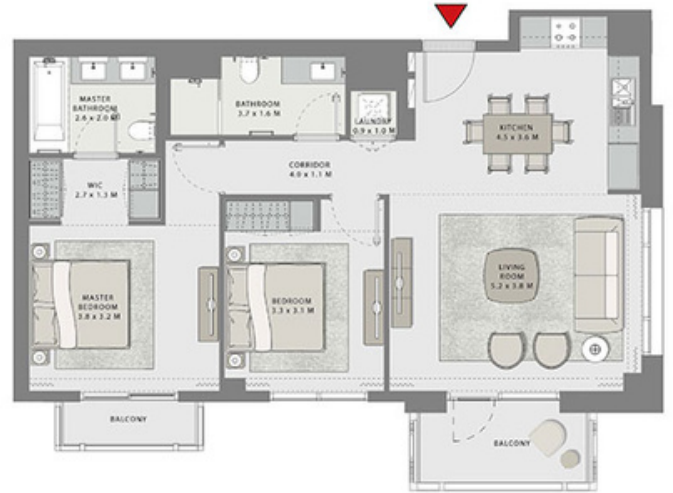 MASTER
BATHROOM
2.6 x 2.0 M
BATHROOM
3.7 x 1.6 M
LAUNDRY
0.9 x 1.0 M
KITCHEN
4.5 x 3.6 M
CORRIDOR
4.0 x 1.1 M
WIC
2.7 x 1.3 M
MASTER
BEDROOM
3.8 x 3.2 M
BEDROOM
3.3 x 3.1 M
LIVING
ROOM
5.2 x 3.8 M
BALCONY
BALCONY